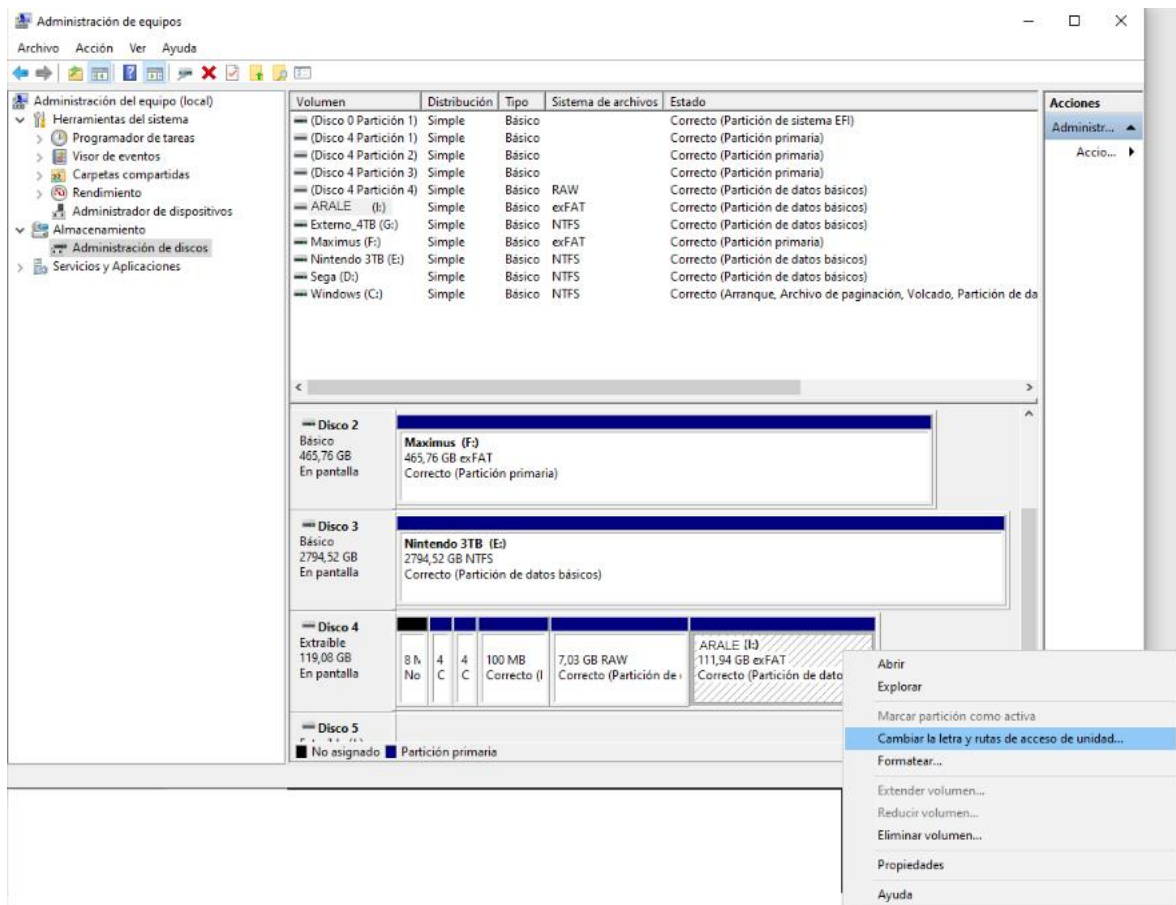 Administración de equipos
Archivo Acción Ver Ayuda
Administración del equipo (local)
Herramientas del sistema
Programador de tareas
Visor de eventos
Carpetas compartidas
Rendimiento
Administrador de dispositivos
Almacenamiento
Administración de discos
Servicios y Aplicaciones
Volumen Distribución Tipo Sistema de archivos Estado
(Disco 0 Partición 1) Simple Básico Correcto (Partición de sistema EFI)
(Disco 4 Partición 1) Simple Básico Correcto (Partición primaria)
(Disco 4 Partición 2) Simple Básico Correcto (Partición primaria)
(Disco 4 Partición 3) Simple Básico Correcto (Partición primaria)
(Disco 4 Partición 4) Simple Básico RAW Correcto (Partición de datos básicos)
ARALE (I:) Simple Básico exFAT Correcto (Partición de datos básicos)
Externo_4TB (G:) Simple Básico NTFS Correcto (Partición de datos básicos)
Maximus (F:) Simple Básico exFAT Correcto (Partición primaria)
Nintendo 3TB (E:) Simple Básico NTFS Correcto (Partición de datos básicos)
Sega (D:) Simple Básico NTFS Correcto (Partición de datos básicos)
Windows (C:) Simple Básico NTFS Correcto (Arranque, Archivo de paginación, Volcado, Partición de da
Acciones
Administr...
Accio...
Disco 2
Básico
465,76 GB
En pantalla
Maximus (F:)
465,76 GB exFAT
Correcto (Partición primaria)
Disco 3
Básico
2794,52 GB
En pantalla
Nintendo 3TB (E:)
2794,52 GB NTFS
Correcto (Partición de datos básicos)
Disco 4
Extraíble
119,08 GB
En pantalla
8 M
No
4
C
4
C
100 MB
Correcto (I
7,03 GB RAW
Correcto (Partición de
ARALE (I:)
111,94 GB exFAT
Correcto (Partición de dato
Disco 5
No asignado Partición primaria
Abrir
Explorar
Marcar partición como activa
Cambiar la letra y rutas de acceso de unidad...
Formatear...
Extender volumen...
Reducir volumen...
Eliminar volumen...
Propiedades
Ayuda